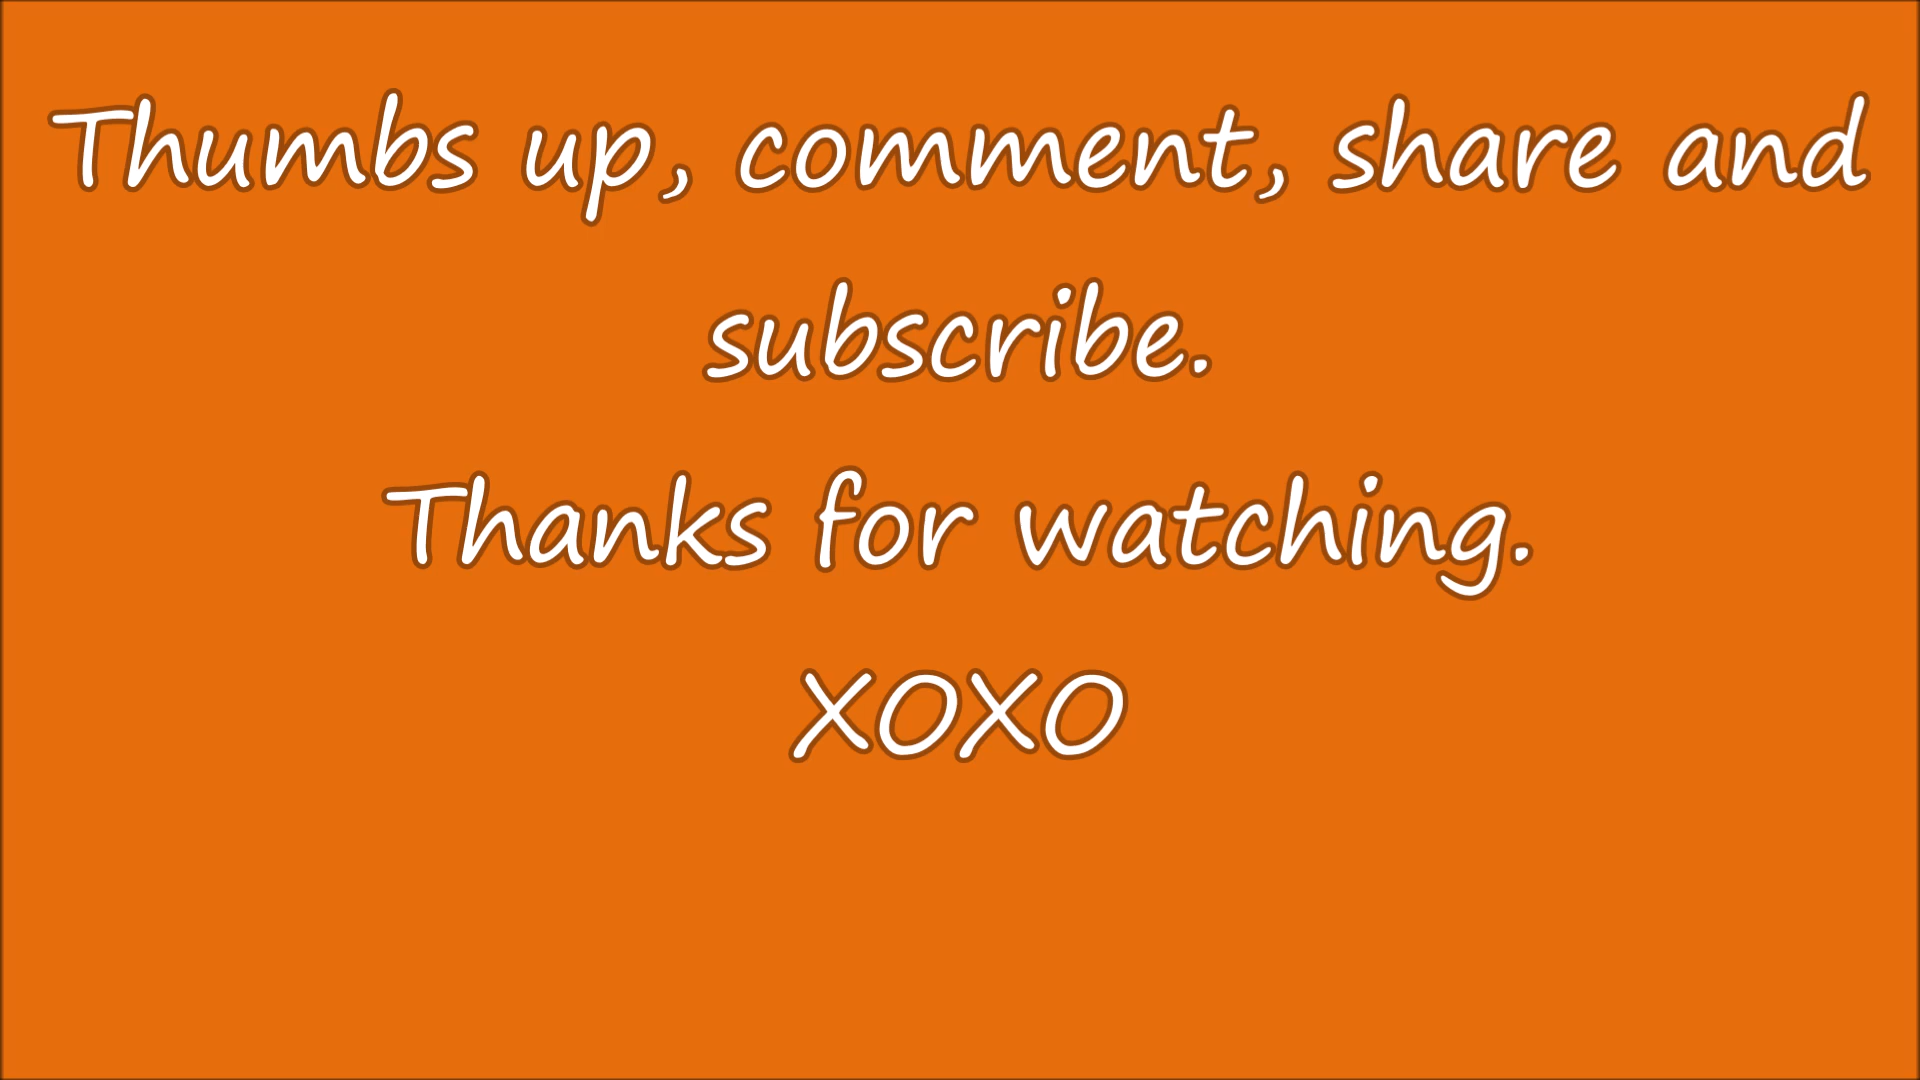 Thumbs up, comment, share and
subscribe.
Thanks for watching.
XOXO